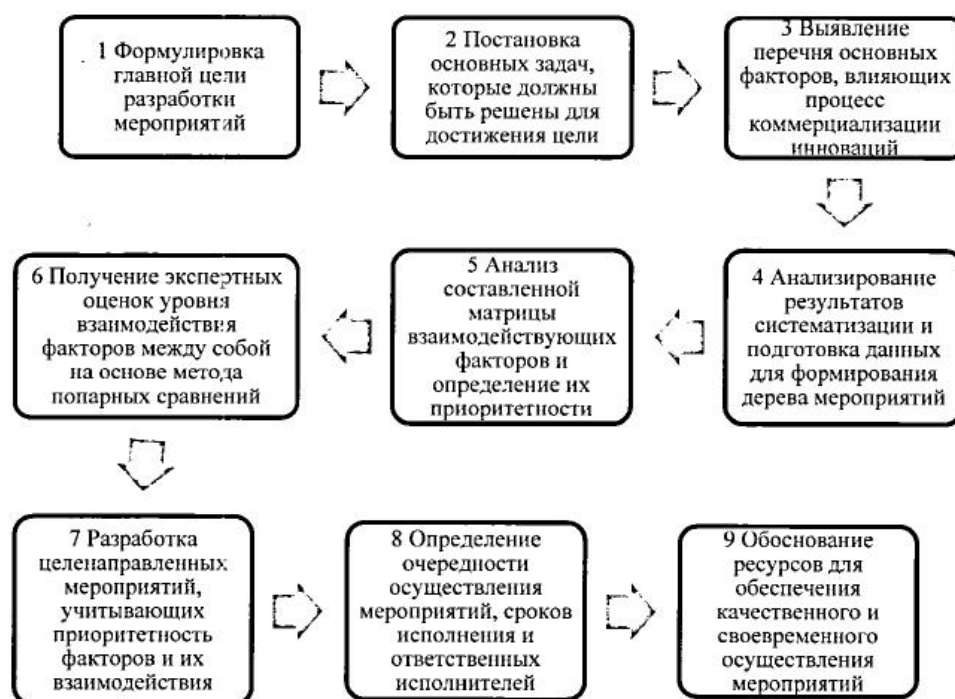 1 Формулировка
главной цели
разработки
мероприятий
2 Постановка
основных задач,
которые должны
быть решены для
достижения цели
3 Выявление
перечня основных
факторов, влияющих
процесс
коммерциализации
инноваций
4 Анализирование
результатов
систематизации и
подготовка данных
для формирования
дерева мероприятий
5 Анализ
составленной
матрицы
взаимодействующих
факторов и
определение их
приоритетности
6 Получение экспертных
оценок уровня
взаимодействия
факторов между собой
на основе метода
попарных сравнений
7 Разработка
целенаправленных
мероприятий,
учитывающих
приоритетность
факторов и их
взаимодействия
8 Определение
очередности
осуществления
мероприятий, сроков
исполнения и
ответственных
исполнителей
9 Обоснование
ресурсов для
обеспечения
качественного и
своевременного
осуществления
мероприятий